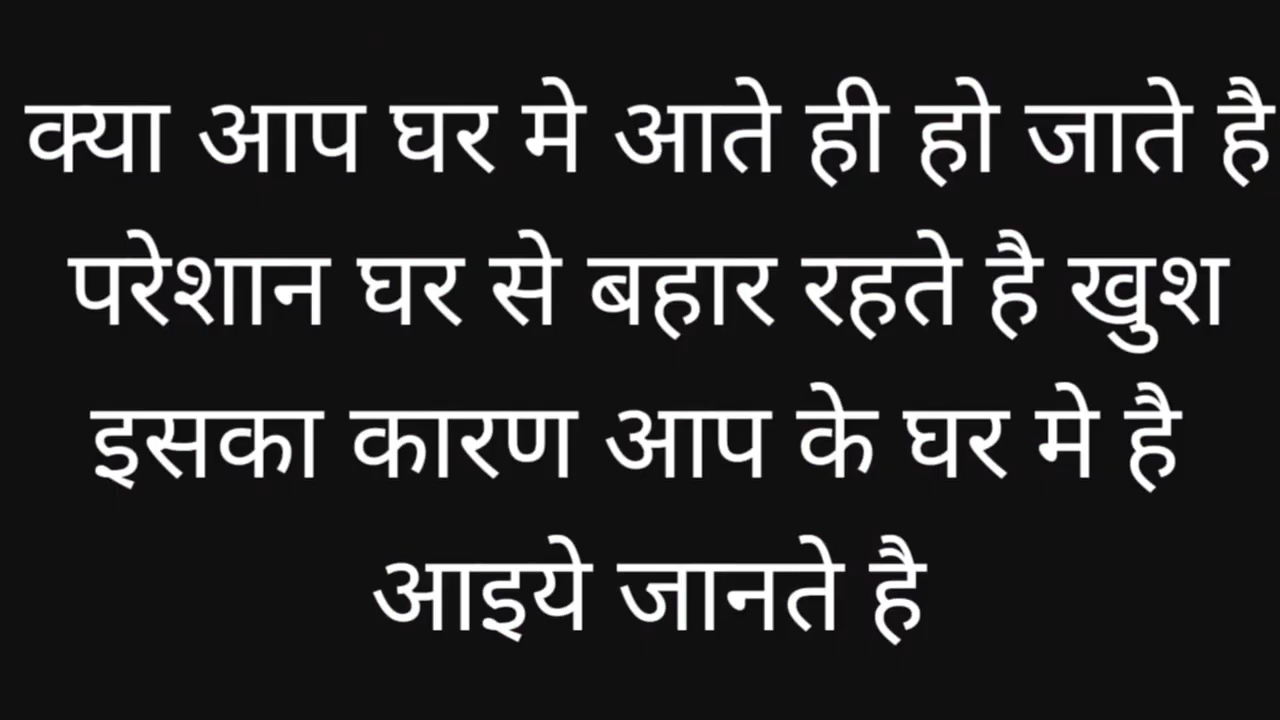 क्या आप घर मे आते ही हो जाते है
परेशान घर से बहार रहते है खुश
इसका कारण आप के घर मे है
आइये जानते है